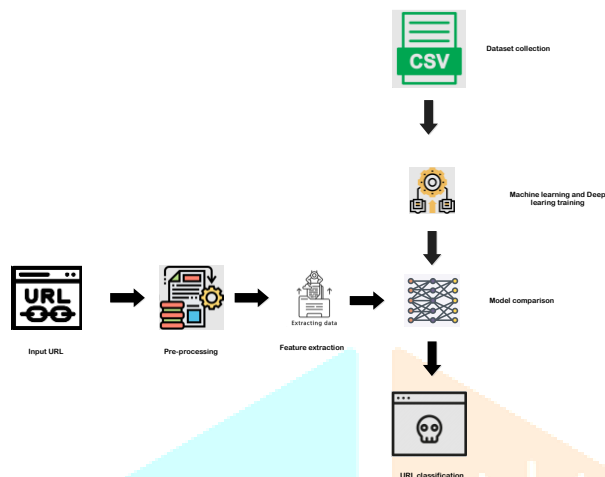 CSV
Dataset collection
Machine learning and Deep
learing training
URL
Extracting data
Model comparison
Input URL
Pre-processing
Feature extraction
URL classification